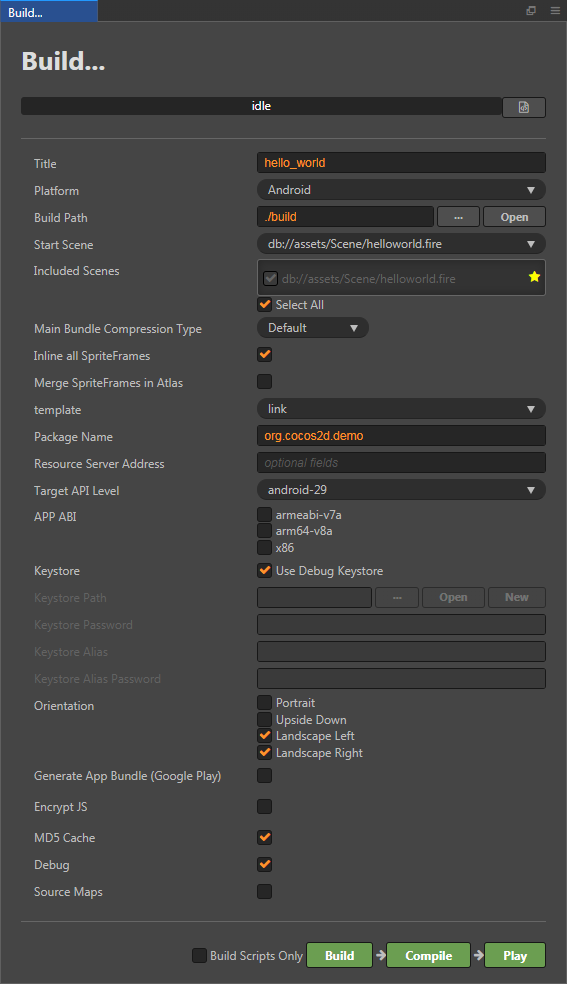 Build...
Build...
idle
Title hello_world
Platform Android
Build Path ./build ... Open
Start Scene db://assets/Scene/helloworld.fire
Included Scenes db://assets/Scene/helloworld.fire
Select All
Main Bundle Compression Type Default
Inline all SpriteFrames
Merge SpriteFrames in Atlas
template link
Package Name org.cocos2d.demo
Resource Server Address optional fields
Target API Level android-29
APP ABI armeabi-v7a
arm64-v8a
x86
Keystore Use Debug Keystore
Keystore Path ... Open New
Keystore Password
Keystore Alias
Keystore Alias Password
Orientation Portrait
Upside Down
Landscape Left
Landscape Right
Generate App Bundle (Google Play)
Encrypt JS
MD5 Cache
Debug
Source Maps
Build Scripts Only Build Compile Play